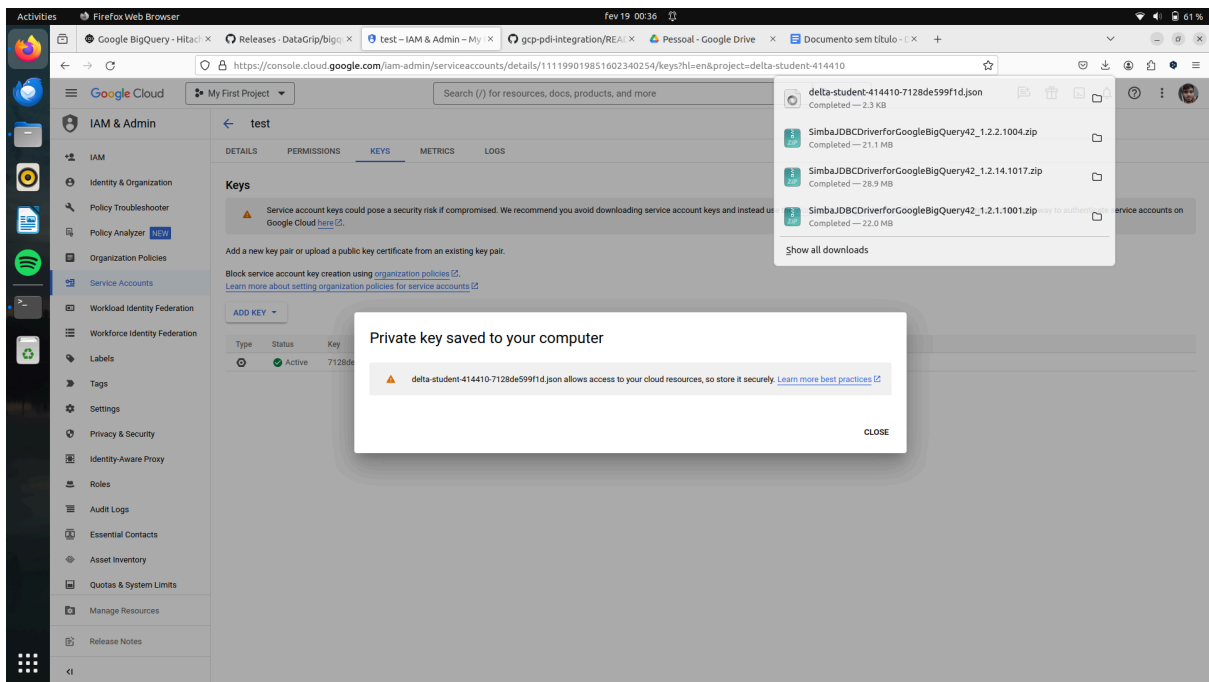 Activities
Firefox Web Browser
fev 19 00:36
61 %
Google BigQuery - Hitach
Releases · DataGrip/bigq
test – IAM & Admin – My
gcp-pdi-integration/REA
Pessoal - Google Drive
Documento sem título - D
https://console.cloud.google.com/iam-admin/serviceaccounts/details/111199019851602340254/keys?hl=en&project=delta-student-414410
Google Cloud
My First Project
Search (/) for resources, docs, products, and more
delta-student-414410-7128de599f1d.json
Completed — 2.3 KB
SimbaJDBCDriverforGoogleBigQuery42_1.2.2.1004.zip
Completed — 21.1 MB
SimbaJDBCDriverforGoogleBigQuery42_1.2.14.1017.zip
Completed — 28.9 MB
SimbaJDBCDriverforGoogleBigQuery42_1.2.1.1001.zip
Completed — 22.0 MB
Show all downloads
IAM & Admin
IAM
Identity & Organization
Policy Troubleshooter
Policy Analyzer NEW
Organization Policies
Service Accounts
Workload Identity Federation
Workforce Identity Federation
Labels
Tags
Settings
Privacy & Security
Identity-Aware Proxy
Roles
Audit Logs
Essential Contacts
Asset Inventory
Quotas & System Limits
Manage Resources
Release Notes
test
DETAILS
PERMISSIONS
KEYS
METRICS
LOGS
Keys
Service account keys could pose a security risk if compromised. We recommend you avoid downloading service account keys and instead us way to authenticate service accounts on
Google Cloud here.
Add a new key pair or upload a public key certificate from an existing key pair.
Block service account key creation using organization policies.
Learn more about setting organization policies for service accounts
ADD KEY
Type Status Key
Active 7128de
Private key saved to your computer
delta-student-414410-7128de599f1d.json allows access to your cloud resources, so store it securely. Learn more best practices
CLOSE